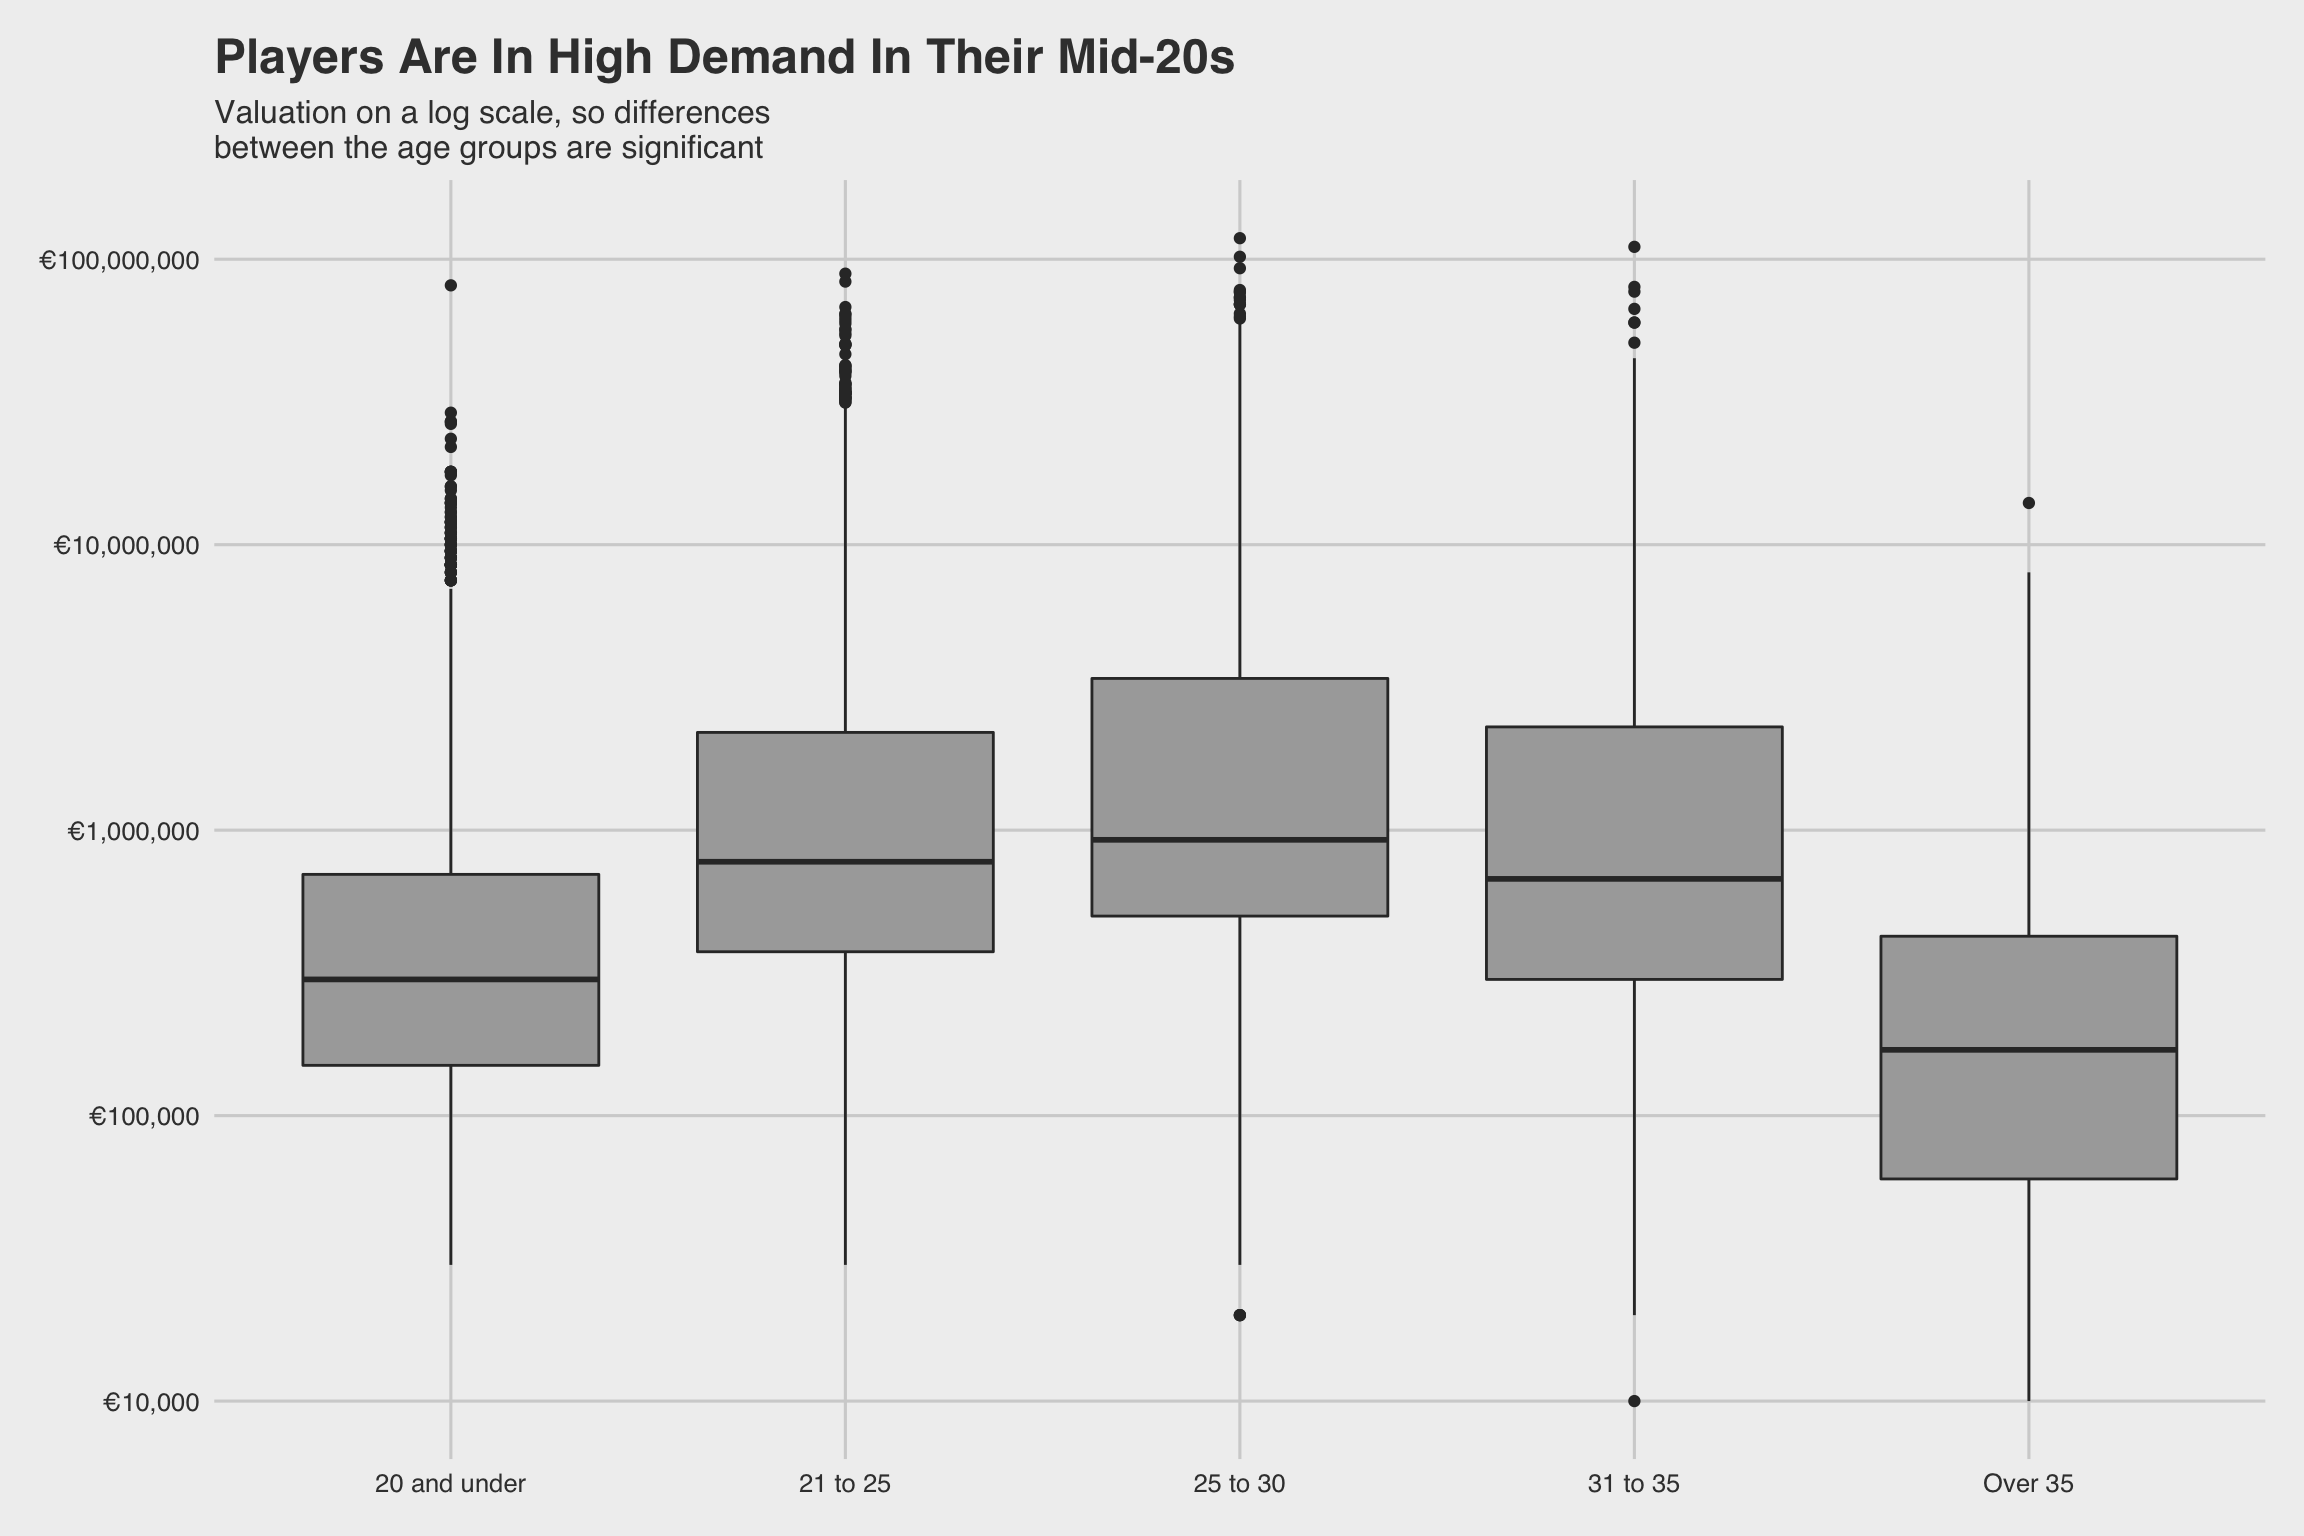 Players Are In High Demand In Their Mid-20s
Valuation on a log scale, so differences
between the age groups are significant
€100,000,000
€10,000,000
€1,000,000
€100,000
€10,000
20 and under
21 to 25
25 to 30
31 to 35
Over 35